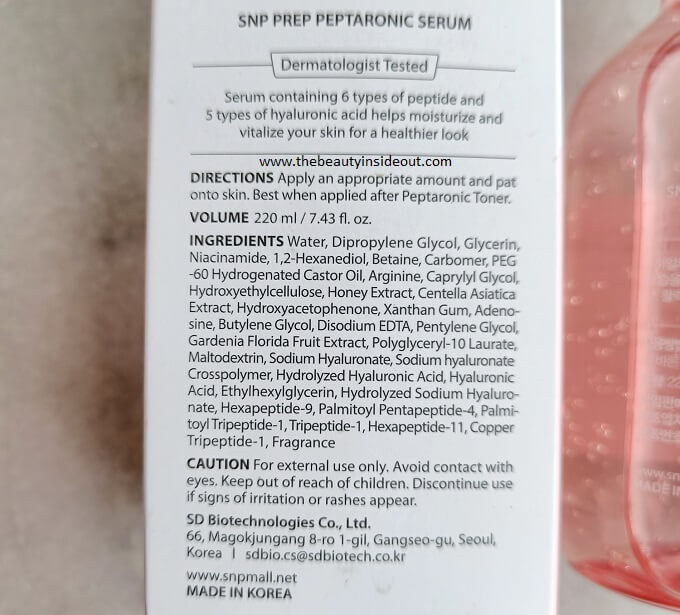 SNP PREP PEPTARONIC SERUM
Dermatologist Tested
Serum containing 6 types of peptide and
5 types of hyaluronic acid helps moisturize and
vitalize your skin for a healthier look
www.thebeautyinsideout.com
DIRECTIONS Apply an appropriate amount and pat
onto skin. Best when applied after Peptaronic Toner.
VOLUME 220 ml / 7.43 fl. oz.
INGREDIENTS Water, Dipropylene Glycol, Glycerin,
Niacinamide, 1,2-Hexanediol, Betaine, Carbomer, PEG
-60 Hydrogenated Castor Oil, Arginine, Caprylyl Glycol,
Hydroxyethylcellulose, Honey Extract, Centella Asiatica
Extract, Hydroxyacetophenone, Xanthan Gum, Adeno-
sine, Butylene Glycol, Disodium EDTA, Pentylene Glycol,
Gardenia Florida Fruit Extract, Polyglyceryl-10 Laurate,
Maltodextrin, Sodium Hyaluronate, Sodium hyaluronate
Crosspolymer, Hydrolyzed Hyaluronic Acid, Hyaluronic
Acid, Ethylhexylglycerin, Hydrolyzed Sodium Hyaluro-
nate, Hexapeptide-9, Palmitoyl Pentapeptide-4, Palmi-
toyl Tripeptide-1, Tripeptide-1, Hexapeptide-11, Copper
Tripeptide-1, Fragrance
CAUTION For external use only. Avoid contact with
eyes. Keep out of reach of children. Discontinue use
if signs of irritation or rashes appear.
SD Biotechnologies Co., Ltd.
66, Magokjungang 8-ro 1-gil, Gangseo-gu, Seoul,
Korea | sdbio.cs@sdbiotech.co.kr
www.snpmall.net
MADE IN KOREA